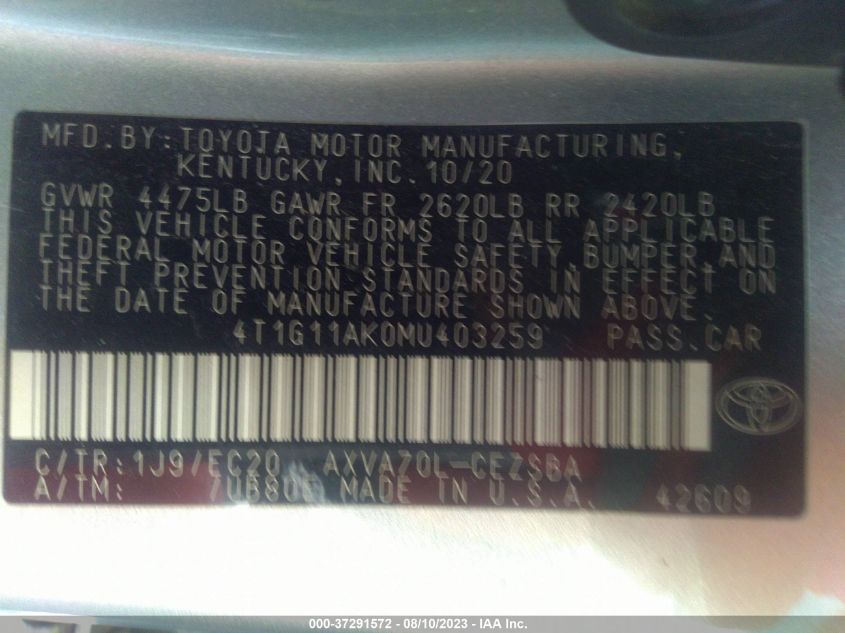 MFD. BY: TOYOTA MOTOR MANUFACTURING,
KENTUCKY, INC. 10/20
GVWR 4475LB GAWR FR 2620LB RR 2420LB
THIS VEHICLE CONFORMS TO ALL APPLICABLE
FEDERAL MOTOR VEHICLE SAFETY, BUMPER, AND
THEFT PREVENTION STANDARDS IN EFFECT ON
THE DATE OF MANUFACTURE SHOWN ABOVE.
4T1G11AK0MU403259 PASS. CAR
C/TR: 1J9/EC20 AXVA70L-CEZSBA
A/TM: /UB80E MADE IN U.S.A. 42609
000-37291572 — 08/10/2023 — IAA Inc.